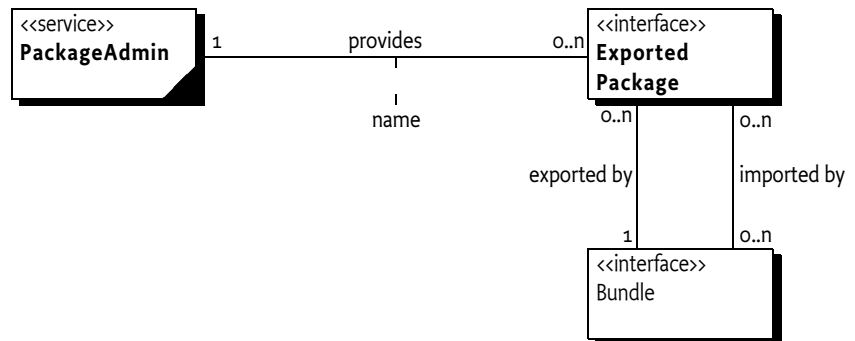 <<service>>
PackageAdmin
1
provides
0..n
name
<<interface>>
Exported
Package
0..n
0..n
exported by
imported by
1
0..n
<<interface>>
Bundle